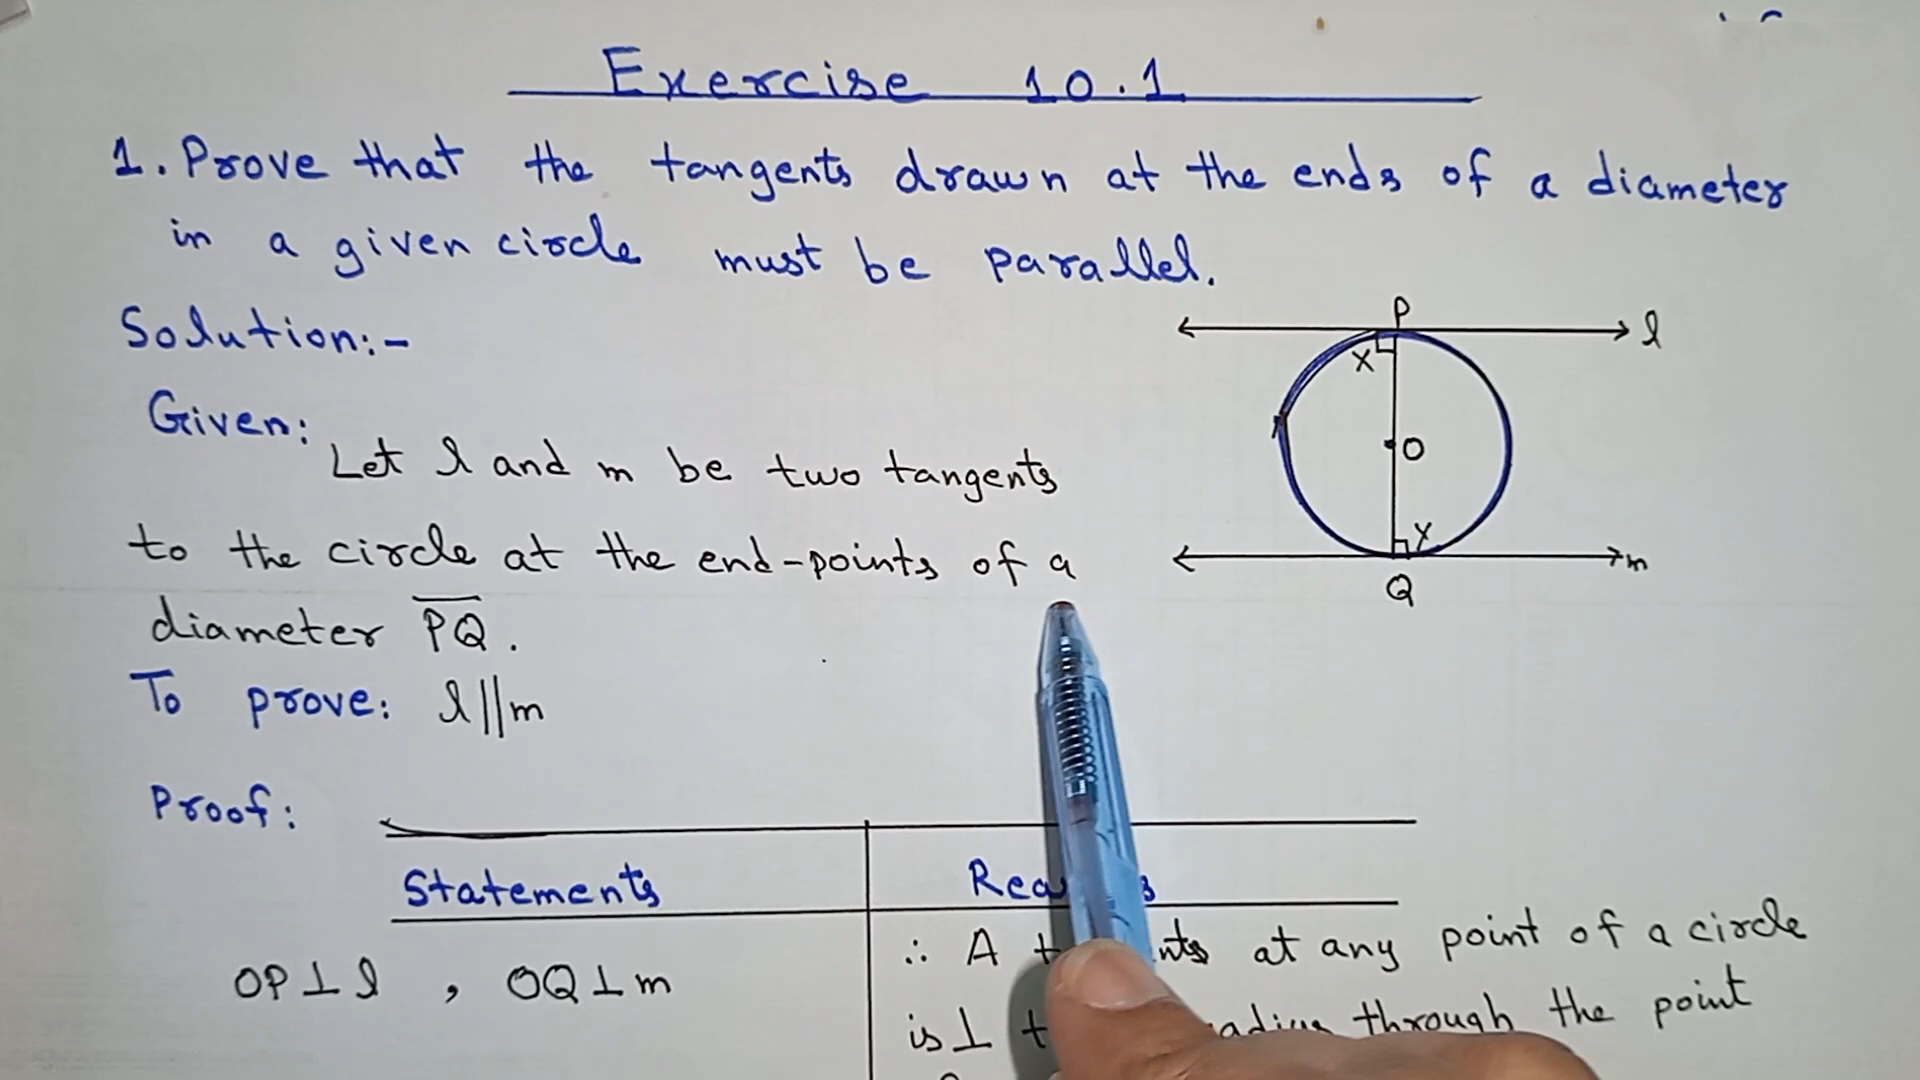 Exercise 10.1
1. Prove that the tangents drawn at the ends of a diameter
in a given circle must be parallel.
Solution:-
P
l
X
O
Y
m
Q
Given:
Let l and m be two tangents
to the circle at the end-points of a
diameter PQ.
To prove: l||m
Proof:
Statements
OP⊥l , OQ⊥m
∴ A at any point of a circle
is ⊥ through the point